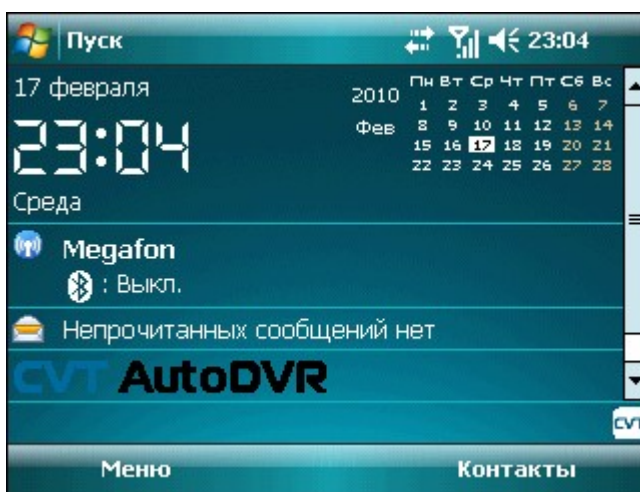 Пуск 23:04
17 февраля
23:04
Среда
2010
Фев
Пн Вт Ср Чт Пт Сб Вс
1 2 3 4 5 6 7
8 9 10 11 12 13 14
15 16 17 18 19 20 21
22 23 24 25 26 27 28
Megafon
: Выкл.
Непрочитанных сообщений нет
CVT AutoDVR
CVT
Меню Контакты